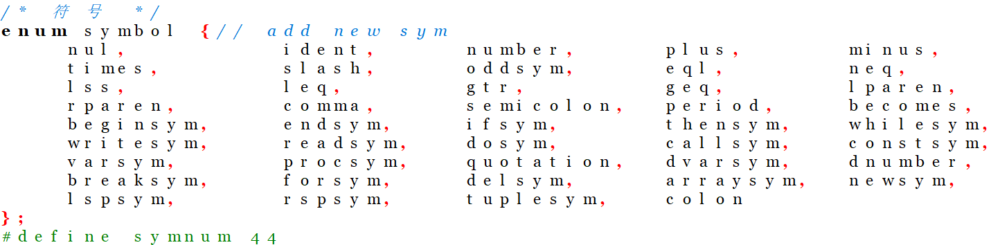 /* 符号 */
enum symbol {// add new sym
nul, ident, number, plus, minus,
times, slash, oddsym, eql, neq,
lss, leq, gtr, geq, lparen,
rparen, comma, semicolon, period, becomes,
beginsym, endsym, ifsym, thensym, whilesym,
writesym, readsym, dosym, callsym, constsym,
varsym, procsym, quotation, dvarsym, dnumber,
breaksym, forsym, delsym, arraysym, newsym,
lspsym, rspsym, tuplesym, colon
};
#define symnum 44